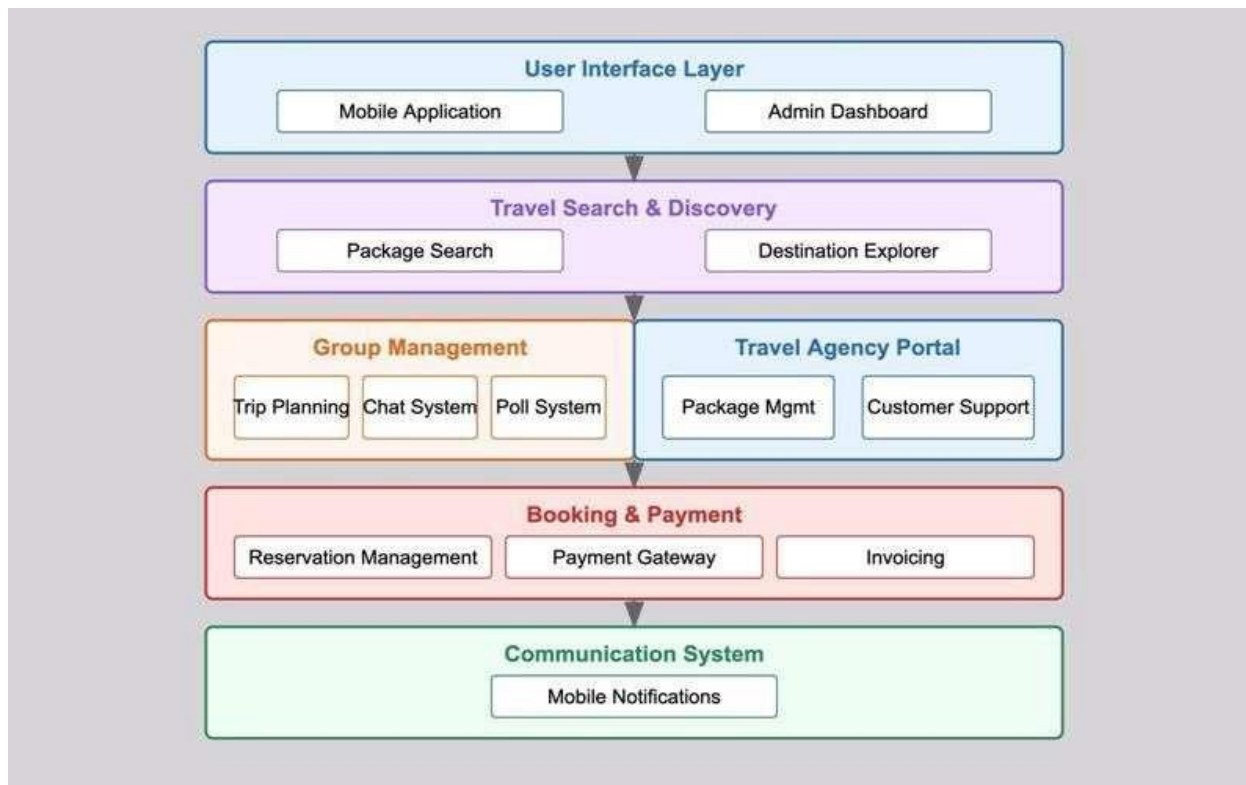 User Interface Layer
Mobile Application
Admin Dashboard
Travel Search & Discovery
Package Search
Destination Explorer
Group Management
Trip Planning
Chat System
Poll System
Travel Agency Portal
Package Mgmt
Customer Support
Booking & Payment
Reservation Management
Payment Gateway
Invoicing
Communication System
Mobile Notifications